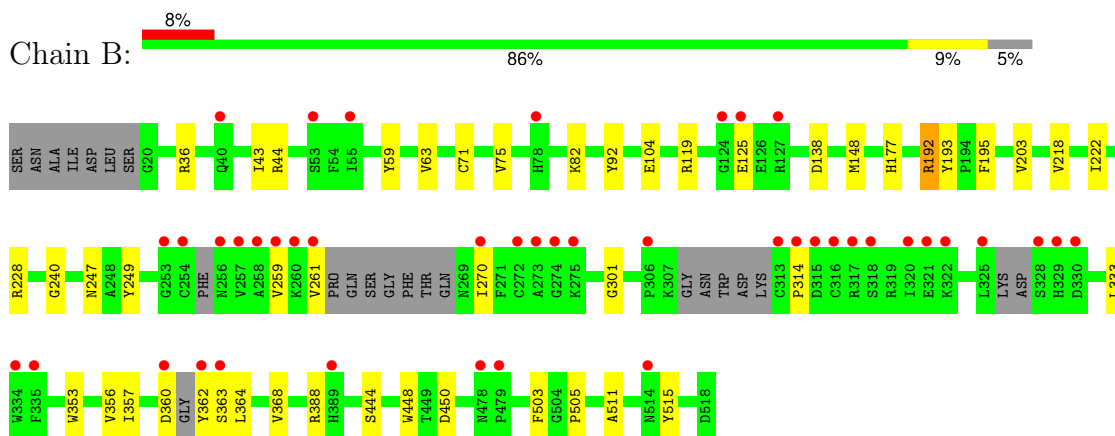 8%
Chain B:
86% 9% 5%
SER ASN ALA ILE ASP LEU SER G20 R36 Q40 I43 R44 S53 F54 I55 Y59 V63 C71 V75 H78 K82 Y92 E104 R119 G124 E125 E126 R127 D138 M148 H177 R192 Y193 P194 F195 V203 V218 I222
R228 G240 N247 A248 Y249 G253 C254 PHE N256 V257 A258 V259 K260 V261 PRO GLN SER GLY PHE THR GLN N269 I270 F271 C272 A273 G274 K275 G301 P306 K307 GLY ASN TRP ASP LYS C313 P314 D315 C316 R317 S318 R319 I320 E321 K322 L325 LYS ASP S328 H329 D330 L333
W334 F335 W353 V356 I357 D360 GLY Y362 S363 L364 V368 R388 H389 S444 W448 T449 D450 N478 P479 F503 G504 P505 A511 N514 Y515 D518